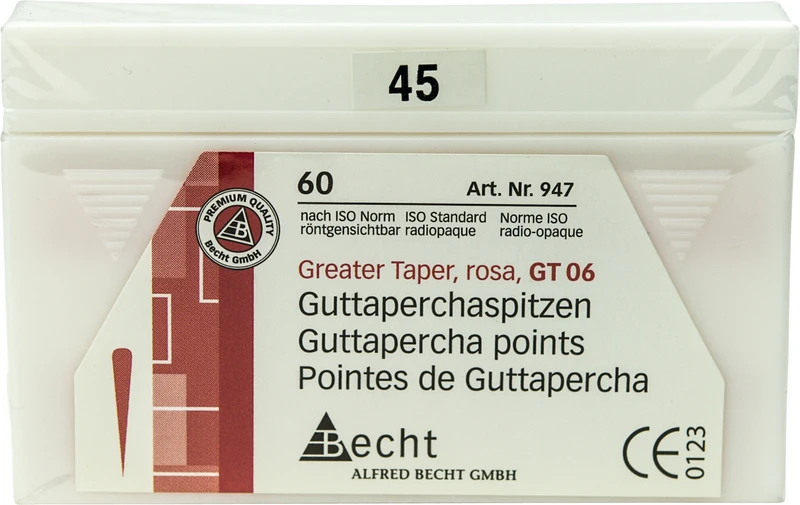 45
60 Art. Nr. 947
nach ISO Norm ISO Standard Norme ISO
röntgensichtbar radiopaque radio-opaque
PREMIUM QUALITY
B
Becht GmbH
Greater Taper, rosa, GT 06
Guttaperchaspitzen
Guttapercha points
Pointes de Guttapercha
Becht
ALFRED BECHT GMBH
CE 0123